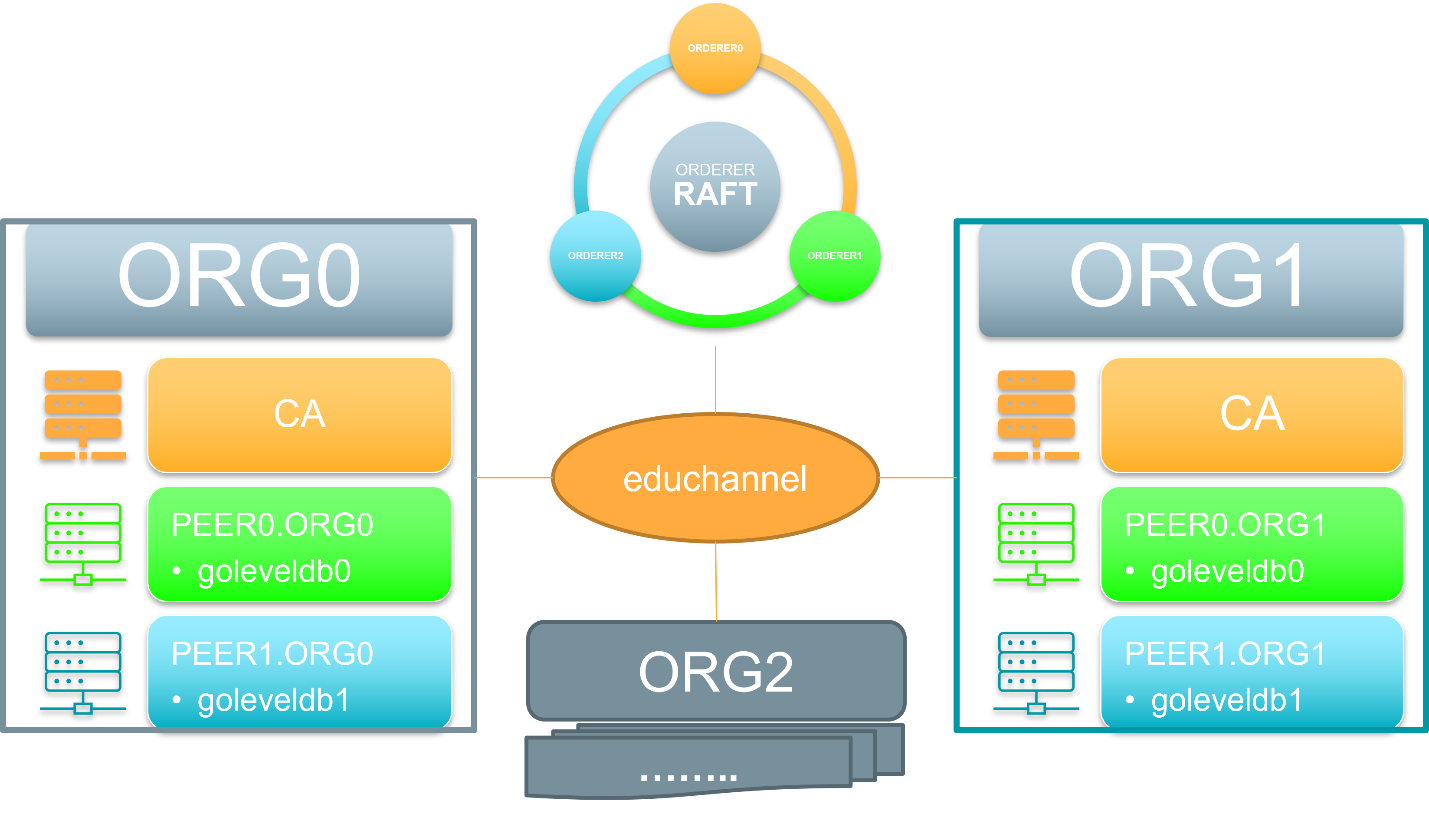 ORDERER0
ORDERER
RAFT
ORDERER2
ORDERER1
ORG0
CA
PEER0.ORG0
• goleveldb0
PEER1.ORG0
• goleveldb1
educhannel
ORG2
........
ORG1
CA
PEER0.ORG1
• goleveldb0
PEER1.ORG1
• goleveldb1